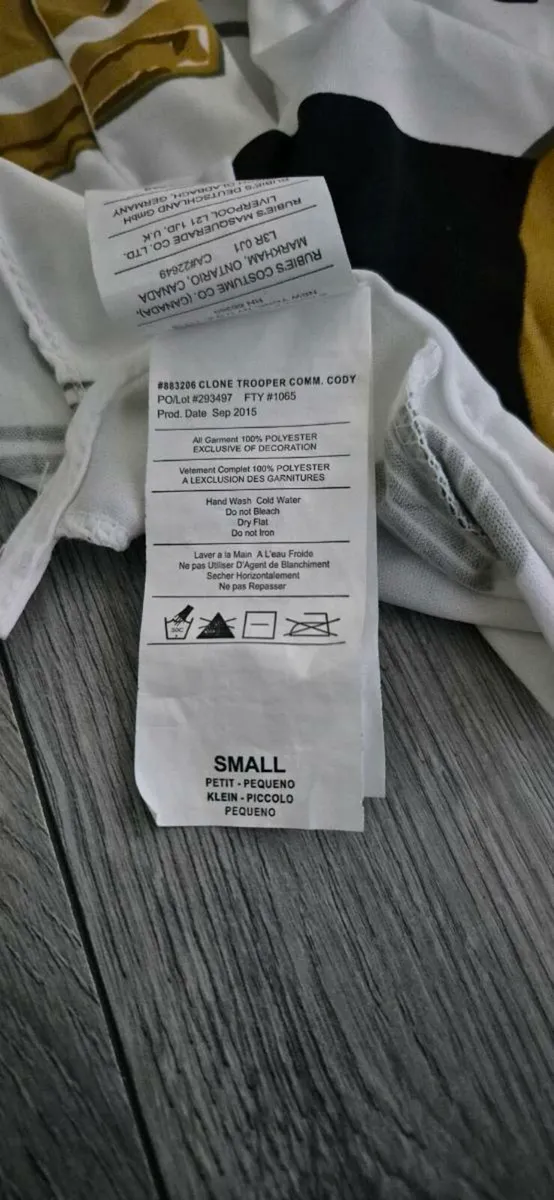 RUBIE'S COSTUME CO. (CANADA),
MARKHAM, ONTARIO, CANADA
L3R 0J1 CA#22649
RUBIE'S MASQUERADE CO. LTD.
LIVERPOOL L21 1JD. U.K
RUBIE'S DEUTSCHLAND GmbH
GERMANY
#883206 CLONE TROOPER COMM. CODY
PO/Lot #293497 FTY #1065
Prod. Date Sep 2015
All Garment 100% POLYESTER
EXCLUSIVE OF DECORATION
Vetement Complet 100% POLYESTER
A LEXCLUSION DES GARNITURES
Hand Wash Cold Water
Do not Bleach
Dry Flat
Do not Iron
Laver a la Main A L'eau Froide
Ne pas Utiliser D'Agent de Blanchiment
Secher Horizontalement
Ne pas Repasser
30C
SMALL
PETIT - PEQUENO
KLEIN - PICCOLO
PEQUENO